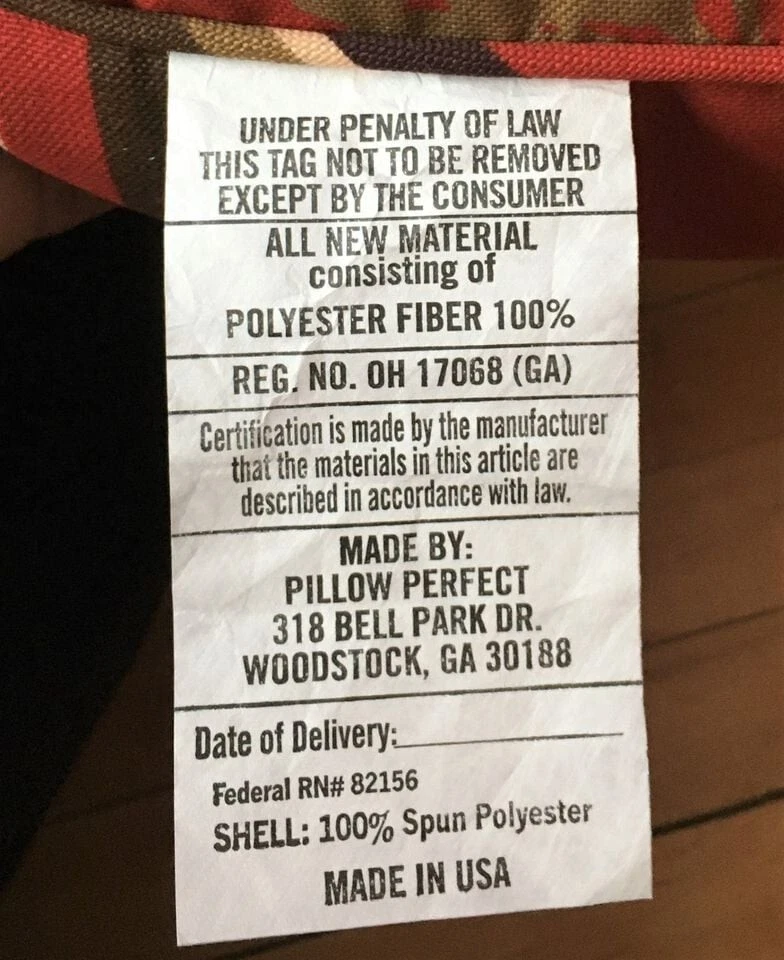 UNDER PENALTY OF LAW
THIS TAG NOT TO BE REMOVED
EXCEPT BY THE CONSUMER
ALL NEW MATERIAL
consisting of
POLYESTER FIBER 100%
REG. NO. OH 17068 (GA)
Certification is made by the manufacturer
that the materials in this article are
described in accordance with law.
MADE BY:
PILLOW PERFECT
318 BELL PARK DR.
WOODSTOCK, GA 30188
Date of Delivery:
Federal RN# 82156
SHELL: 100% Spun Polyester
MADE IN USA